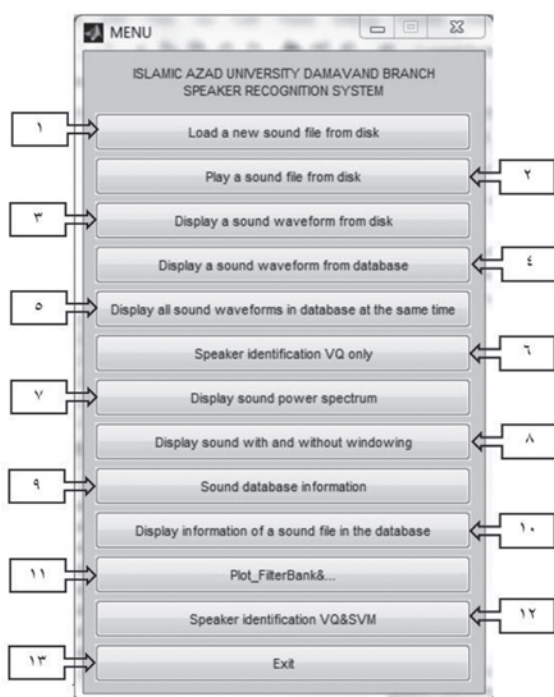 MENU
ISLAMIC AZAD UNIVERSITY DAMAVAND BRANCH
SPEAKER RECOGNITION SYSTEM
١
Load a new sound file from disk
Play a sound file from disk
٢
٣
Display a sound waveform from disk
Display a sound waveform from database
٤
٥
Display all sound waveforms in database at the same time
Speaker identification VQ only
٦
٧
Display sound power spectrum
Display sound with and without windowing
٨
٩
Sound database information
Display information of a sound file in the database
١٠
١١
Plot_FilterBank&...
Speaker identification VQ&SVM
١٢
١٣
Exit